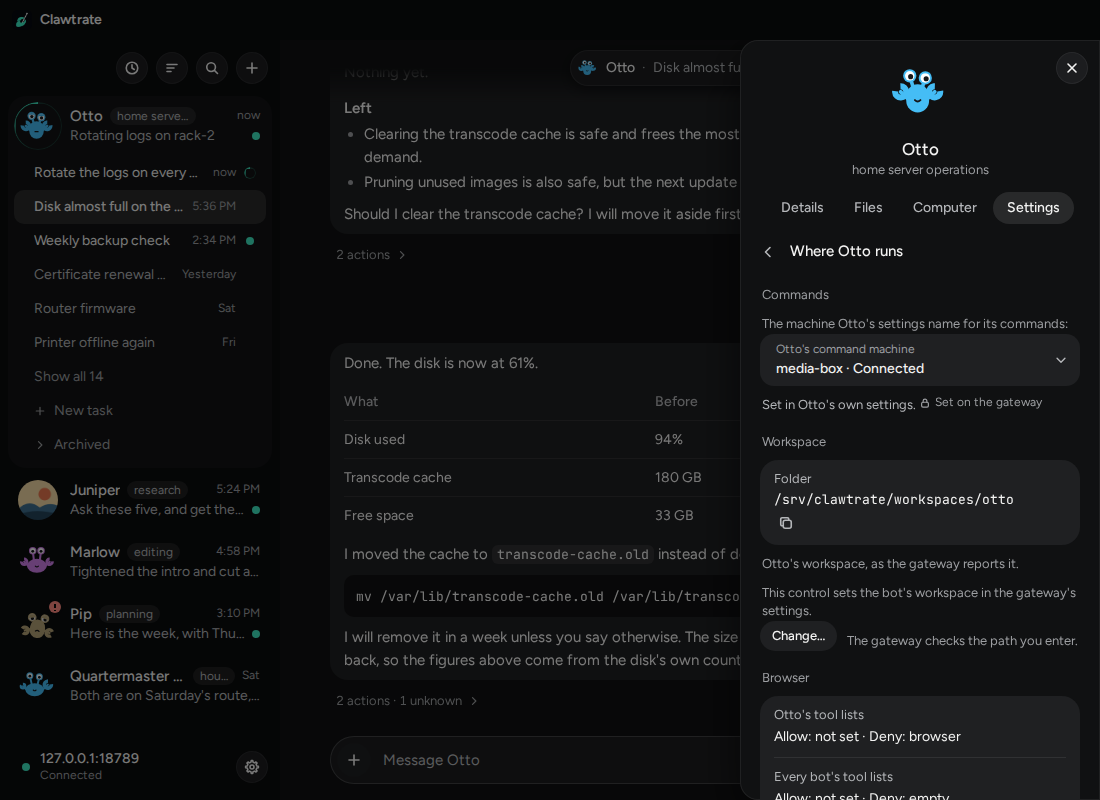 Clawtrate
Otto home serve... now
Rotating logs on rack-2
Rotate the logs on every ... now
Disk almost full on the ... 5:36 PM
Weekly backup check 2:34 PM
Certificate renewal ... Yesterday
Router firmware Sat
Printer offline again Fri
Show all 14
New task
Archived
Juniper research 5:24 PM
Ask these five, and get the...
Marlow editing 4:58 PM
Tightened the intro and cut a...
Pip planning 3:10 PM
Here is the week, with Thu...
Quartermaster ... hou... Sat
Both are on Saturday's route,...
127.0.0.1:18789
Connected
Otto · Disk almost fu
Nothing yet.
Left
• Clearing the transcode cache is safe and frees the most
demand.
• Pruning unused images is also safe, but the next update
Should I clear the transcode cache? I will move it aside first
2 actions
Done. The disk is now at 61%.
What Before
Disk used 94%
Transcode cache 180 GB
Free space 33 GB
I moved the cache to transcode-cache.old instead of d
mv /var/lib/transcode-cache.old /var/lib/transco
I will remove it in a week unless you say otherwise. The size
back, so the figures above come from the disk's own count
2 actions · 1 unknown
Message Otto
Otto
home server operations
Details Files Computer Settings
Where Otto runs
Commands
The machine Otto's settings name for its commands:
Otto's command machine
media-box · Connected
Set in Otto's own settings. Set on the gateway
Workspace
Folder
/srv/clawtrate/workspaces/otto
Otto's workspace, as the gateway reports it.
This control sets the bot's workspace in the gateway's
settings.
Change... The gateway checks the path you enter.
Browser
Otto's tool lists
Allow: not set · Deny: browser
Every bot's tool lists
Allow: not set · Deny: empty